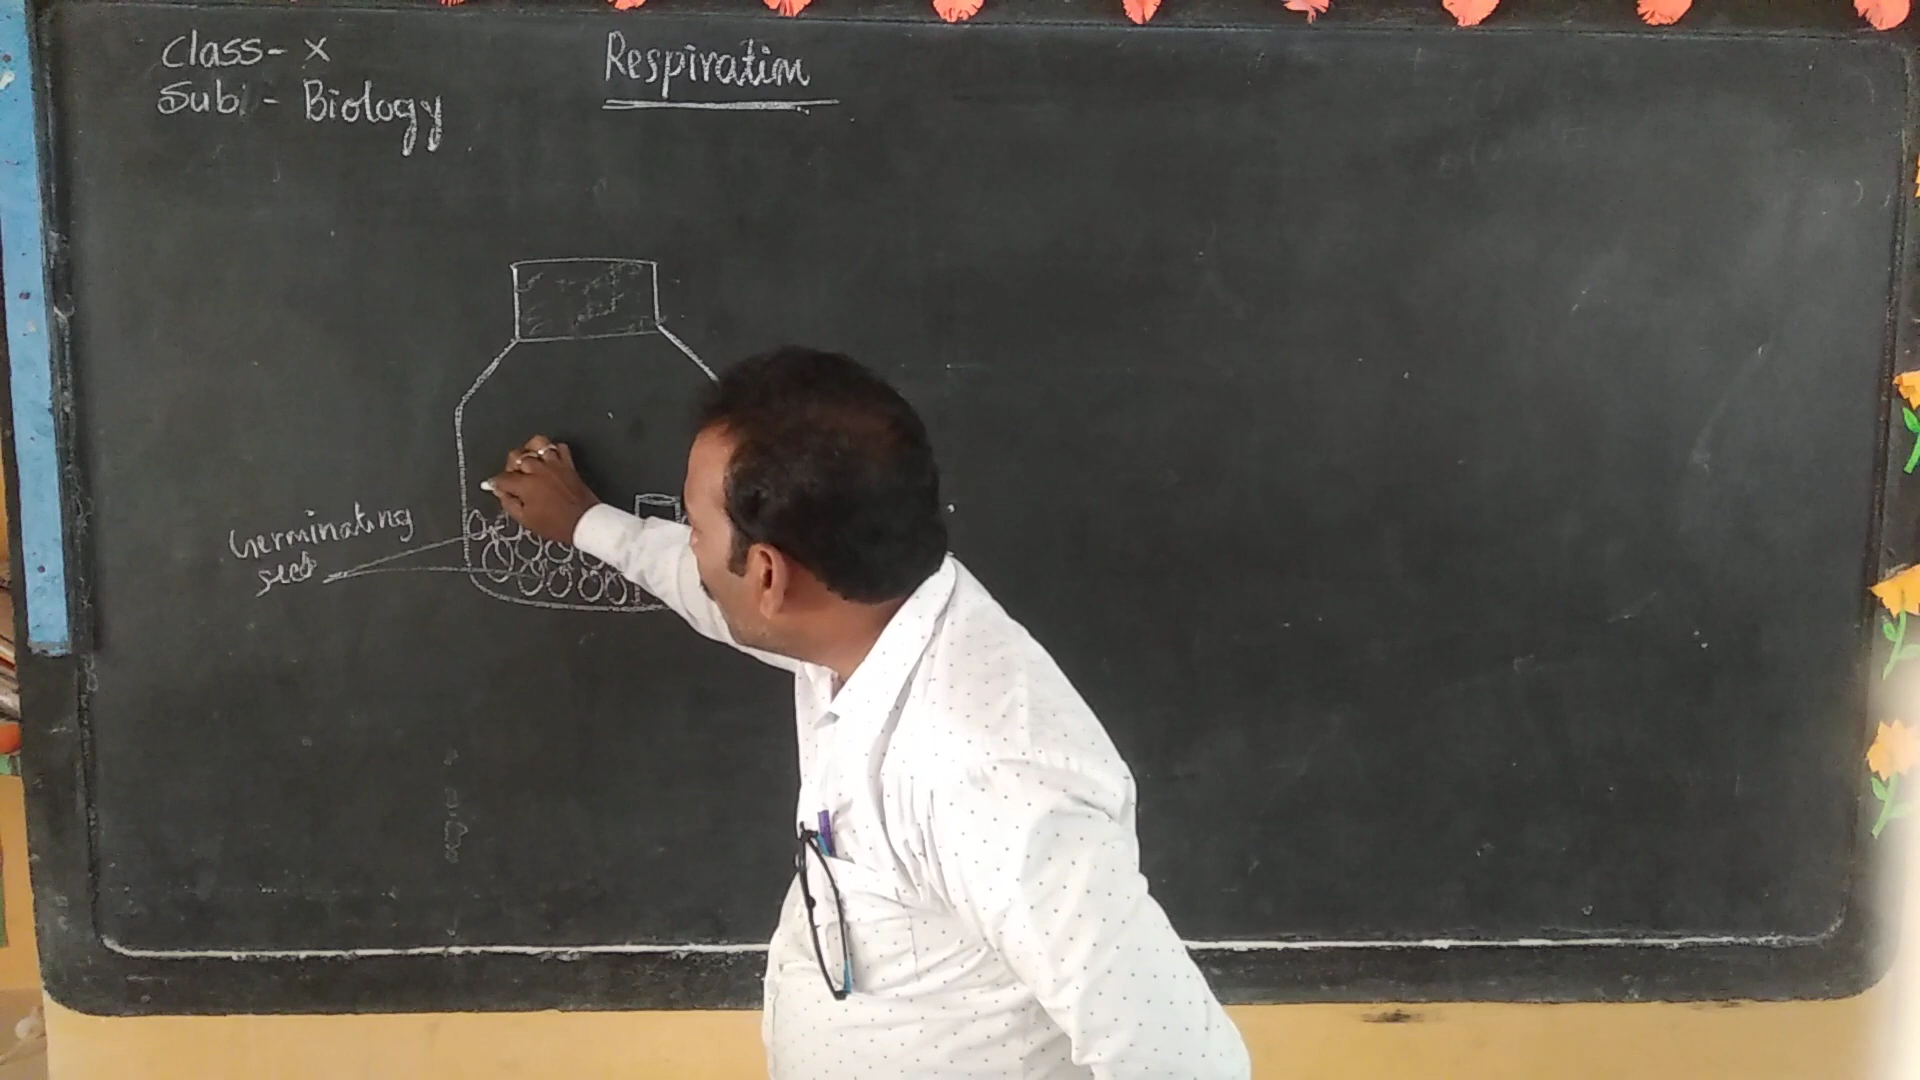 Class- X
Sub:- Biology
Respiration
Germinating
seeds